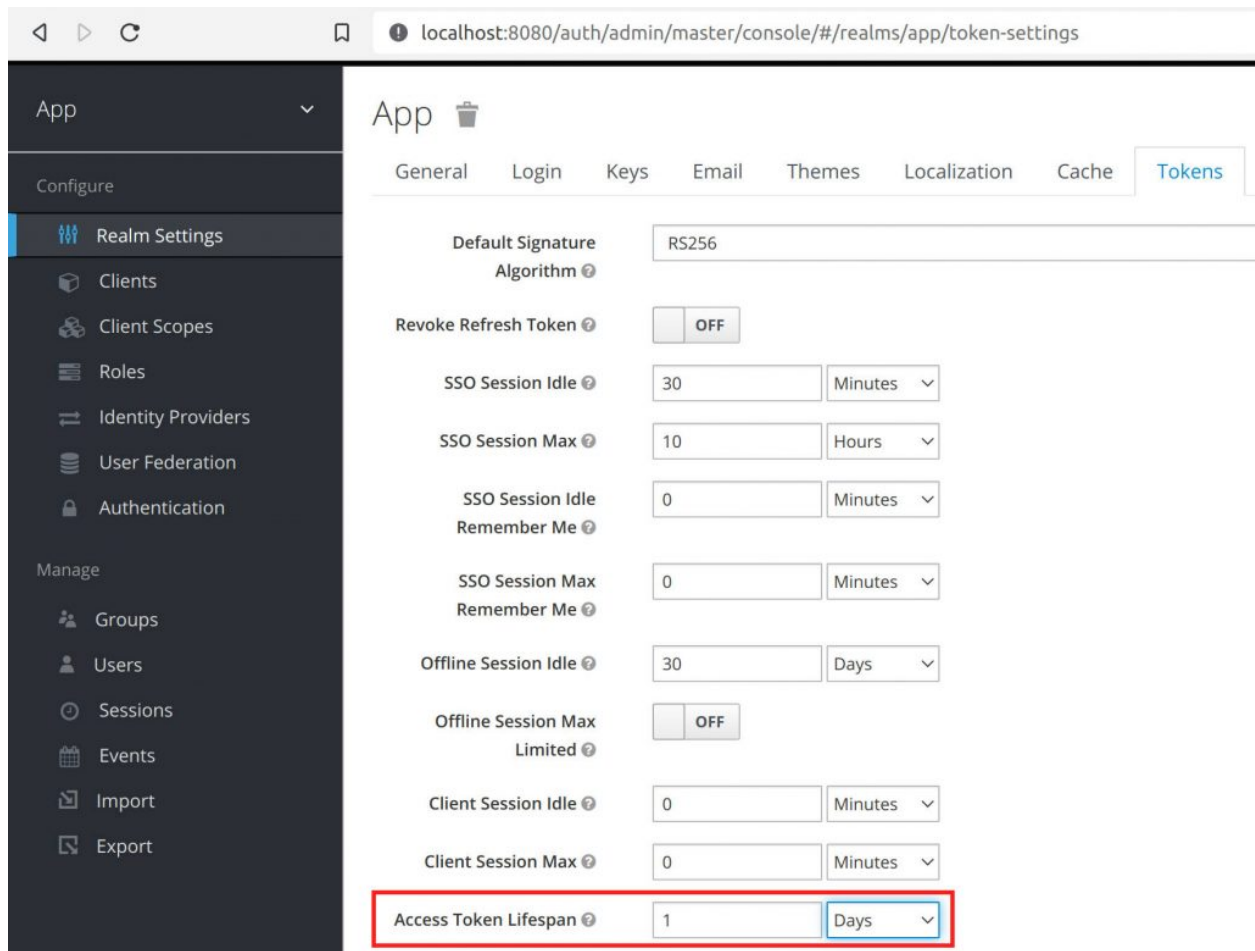 localhost:8080/auth/admin/master/console/#/realms/app/token-settings
App
Configure
Realm Settings
Clients
Client Scopes
Roles
Identity Providers
User Federation
Authentication
Manage
Groups
Users
Sessions
Events
Import
Export
App
General Login Keys Email Themes Localization Cache Tokens
Default Signature
Algorithm
RS256
Revoke Refresh Token OFF
SSO Session Idle 30 Minutes
SSO Session Max 10 Hours
SSO Session Idle
Remember Me
0 Minutes
SSO Session Max
Remember Me
0 Minutes
Offline Session Idle 30 Days
Offline Session Max
Limited
OFF
Client Session Idle 0 Minutes
Client Session Max 0 Minutes
Access Token Lifespan 1 Days